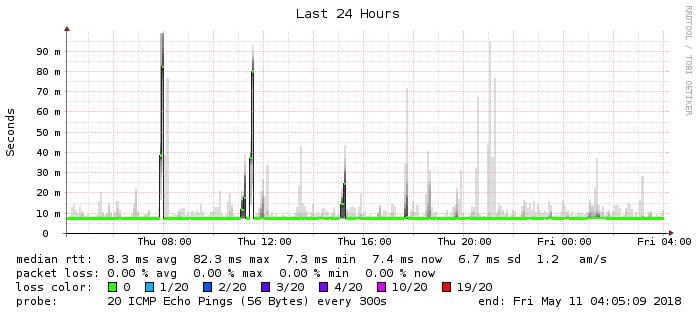 Last 24 Hours
RRDTOOL / TOBI OETIKER
Seconds
90 m
80 m
70 m
60 m
50 m
40 m
30 m
20 m
10 m
0
Thu 08:00 Thu 12:00 Thu 16:00 Thu 20:00 Fri 00:00 Fri 04:00
median rtt: 8.3 ms avg 82.3 ms max 7.3 ms min 7.4 ms now 6.7 ms sd 1.2 am/s
packet loss: 0.00 % avg 0.00 % max 0.00 % min 0.00 % now
loss color: 0 1/20 2/20 3/20 4/20 10/20 19/20
probe: 20 ICMP Echo Pings (56 Bytes) every 300s end: Fri May 11 04:05:09 2018